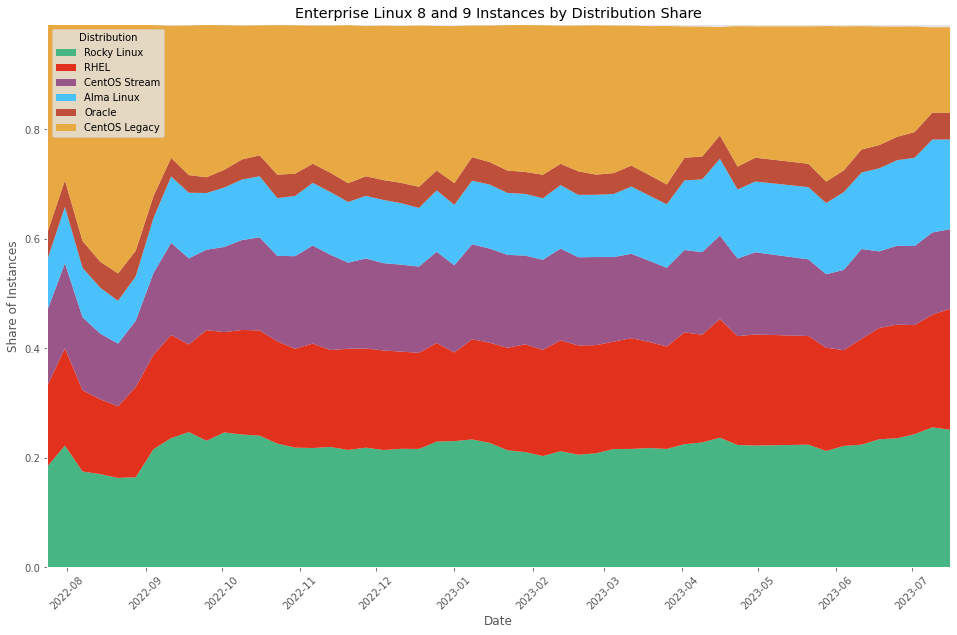 Enterprise Linux 8 and 9 Instances by Distribution Share
Distribution
Rocky Linux
RHEL
CentOS Stream
Alma Linux
Oracle
CentOS Legacy
Share of Instances
0.8
0.6
0.4
0.2
0.0
2022-08
2022-09
2022-10
2022-11
2022-12
2023-01
2023-02
2023-03
2023-04
2023-05
2023-06
2023-07
Date